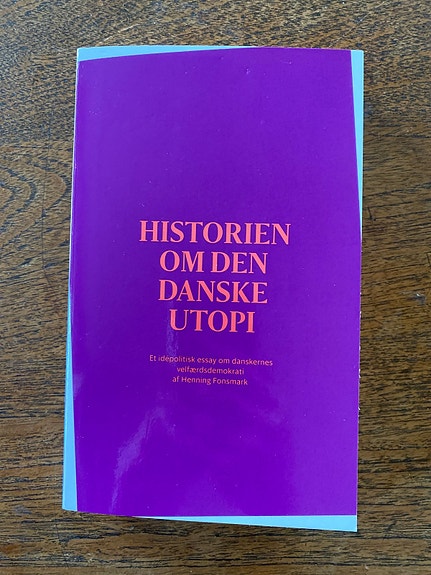 HISTORIEN
OM DEN
DANSKE
UTOPI
Et idépolitisk essay om danskernes
velfærdsdemokrati
af Henning Fonsmark